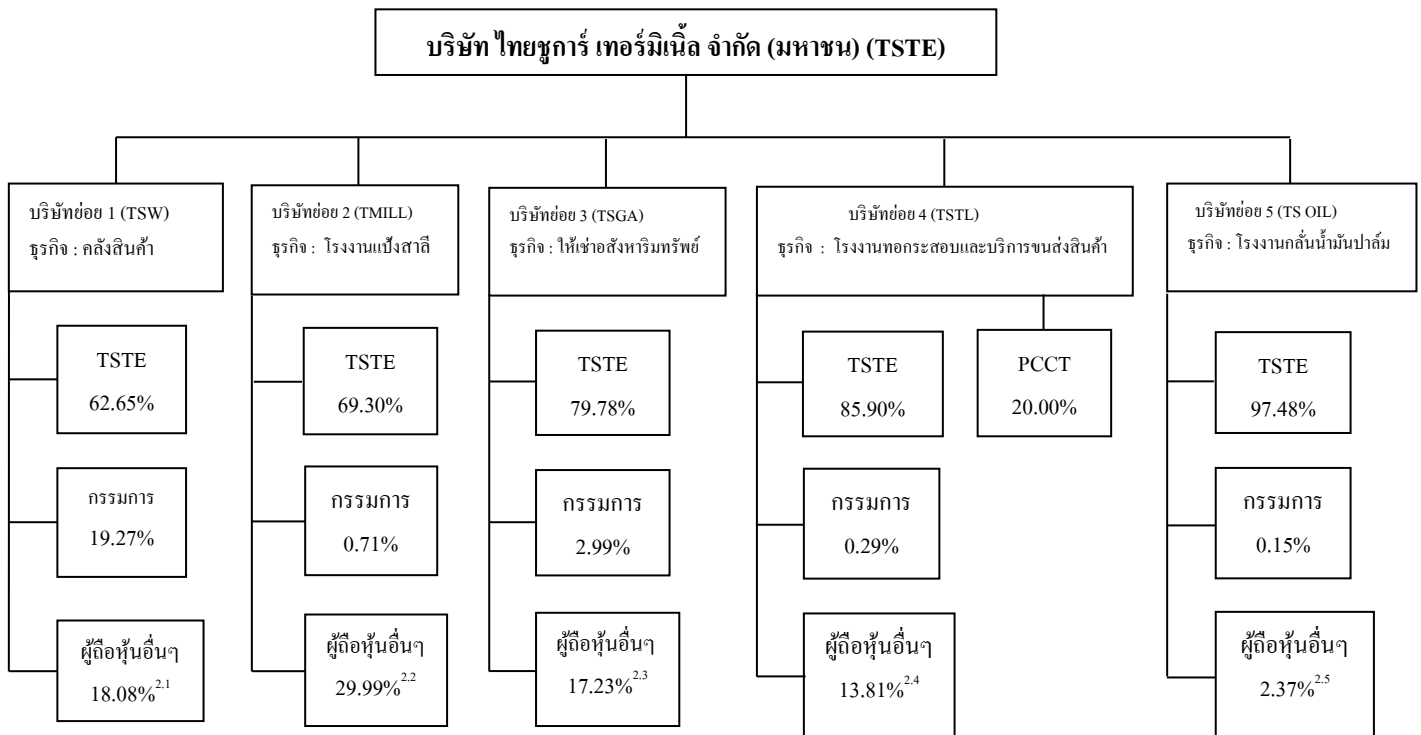 บริษัท ไทยชูการ์ เทอร์มิเนิ้ล จำกัด (มหาชน) (TSTE)
บริษัทย่อย 1 (TSW)
ธุรกิจ : คลังสินค้า
บริษัทย่อย 2 (TMILL)
ธุรกิจ : โรงงานแป้งสาลี
บริษัทย่อย 3 (TSGA)
ธุรกิจ : ให้เช่าอสังหาริมทรัพย์
บริษัทย่อย 4 (TSTL)
ธุรกิจ : โรงงานทอกระสอบและบริการขนส่งสินค้า
บริษัทย่อย 5 (TS OIL)
ธุรกิจ : โรงงานกลั่นน้ำมันปาล์ม
TSTE
62.65%
TSTE
69.30%
TSTE
79.78%
TSTE
85.90%
PCCT
20.00%
TSTE
97.48%
กรรมการ
19.27%
กรรมการ
0.71%
กรรมการ
2.99%
กรรมการ
0.29%
กรรมการ
0.15%
ผู้ถือหุ้นอื่นๆ
18.08%2.1
ผู้ถือหุ้นอื่นๆ
29.99%2.2
ผู้ถือหุ้นอื่นๆ
17.23%2.3
ผู้ถือหุ้นอื่นๆ
13.81%2.4
ผู้ถือหุ้นอื่นๆ
2.37%2.5